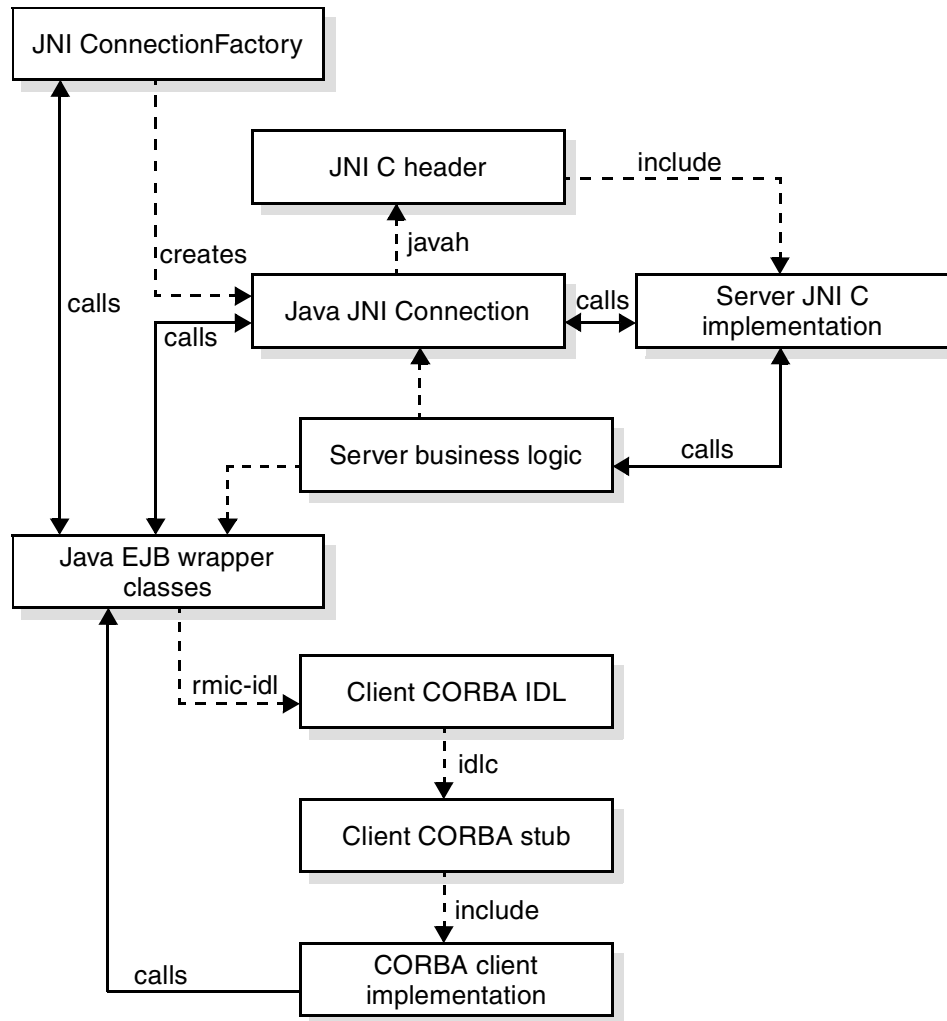 JNI ConnectionFactory
JNI C header
include
javah
creates
calls
Java JNI Connection
calls
Server JNI C
implementation
calls
Server business logic
calls
Java EJB wrapper
classes
rmic-idl
Client CORBA IDL
idlc
Client CORBA stub
include
CORBA client
implementation
calls